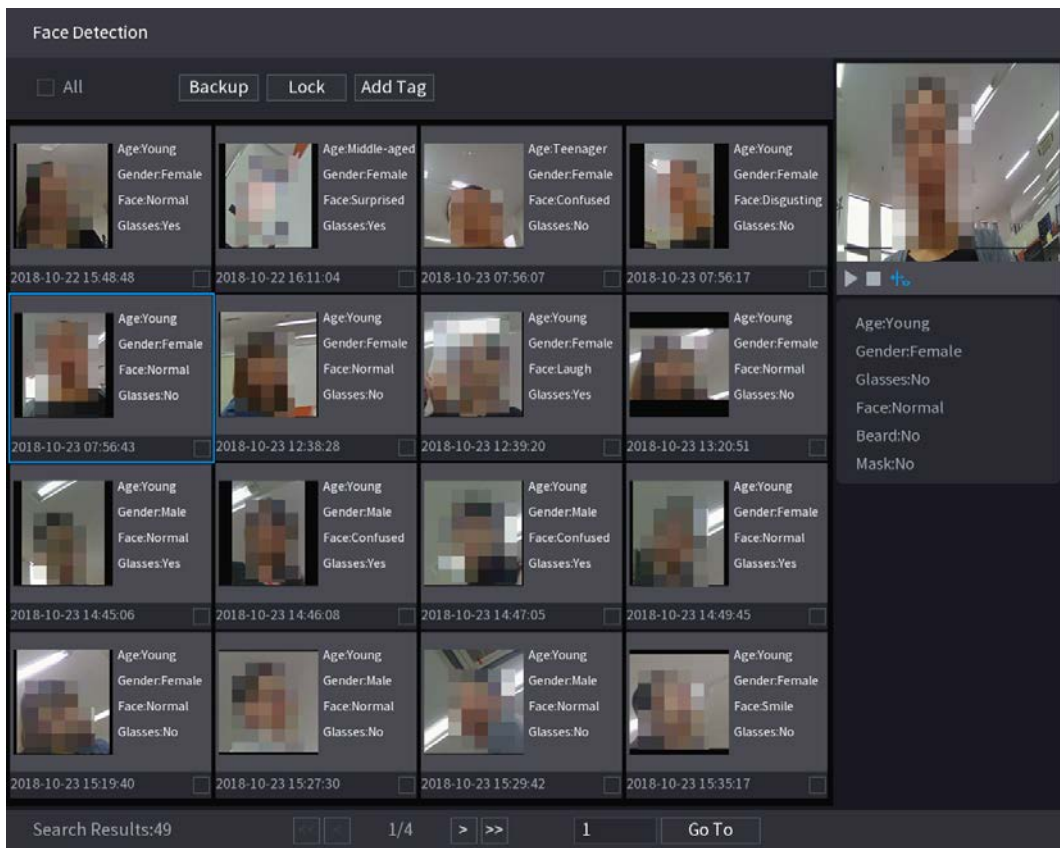 Face Detection
All
Backup
Lock
Add Tag
Age:Young
Gender:Female
Face:Normal
Glasses:Yes
2018-10-22 15:48:48
Age:Middle-aged
Gender:Female
Face:Surprised
Glasses:Yes
2018-10-22 16:11:04
Age:Teenager
Gender:Female
Face:Confused
Glasses:No
2018-10-23 07:56:07
Age:Young
Gender:Female
Face:Disgusting
Glasses:No
2018-10-23 07:56:17
Age:Young
Gender:Female
Face:Normal
Glasses:No
2018-10-23 07:56:43
Age:Young
Gender:Female
Face:Normal
Glasses:No
2018-10-23 12:38:28
Age:Young
Gender:Female
Face:Laugh
Glasses:Yes
2018-10-23 12:39:20
Age:Young
Gender:Female
Face:Normal
Glasses:No
2018-10-23 13:20:51
Age:Young
Gender:Male
Face:Normal
Glasses:Yes
2018-10-23 14:45:06
Age:Young
Gender:Male
Face:Confused
Glasses:Yes
2018-10-23 14:46:08
Age:Young
Gender:Male
Face:Confused
Glasses:Yes
2018-10-23 14:47:05
Age:Young
Gender:Female
Face:Normal
Glasses:Yes
2018-10-23 14:49:45
Age:Young
Gender:Female
Face:Normal
Glasses:No
2018-10-23 15:19:40
Age:Young
Gender:Male
Face:Normal
Glasses:No
2018-10-23 15:27:30
Age:Young
Gender:Male
Face:Normal
Glasses:No
2018-10-23 15:29:42
Age:Young
Gender:Female
Face:Smile
Glasses:No
2018-10-23 15:35:17
Age:Young
Gender:Female
Glasses:No
Face:Normal
Beard:No
Mask:No
Search Results:49
<< < 1/4 > >> 1 Go To